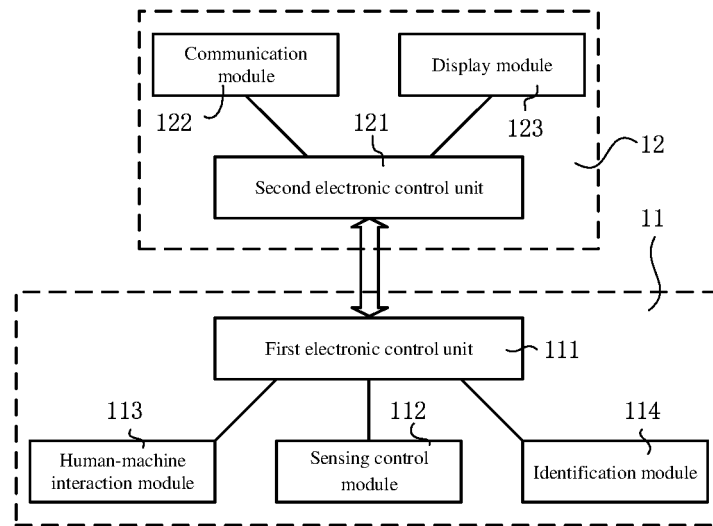 Communication
module
Display module
122
123
121
12
Second electronic control unit
11
First electronic control unit
111
113
112
114
Human-machine
interaction module
Sensing control
module
Identification module